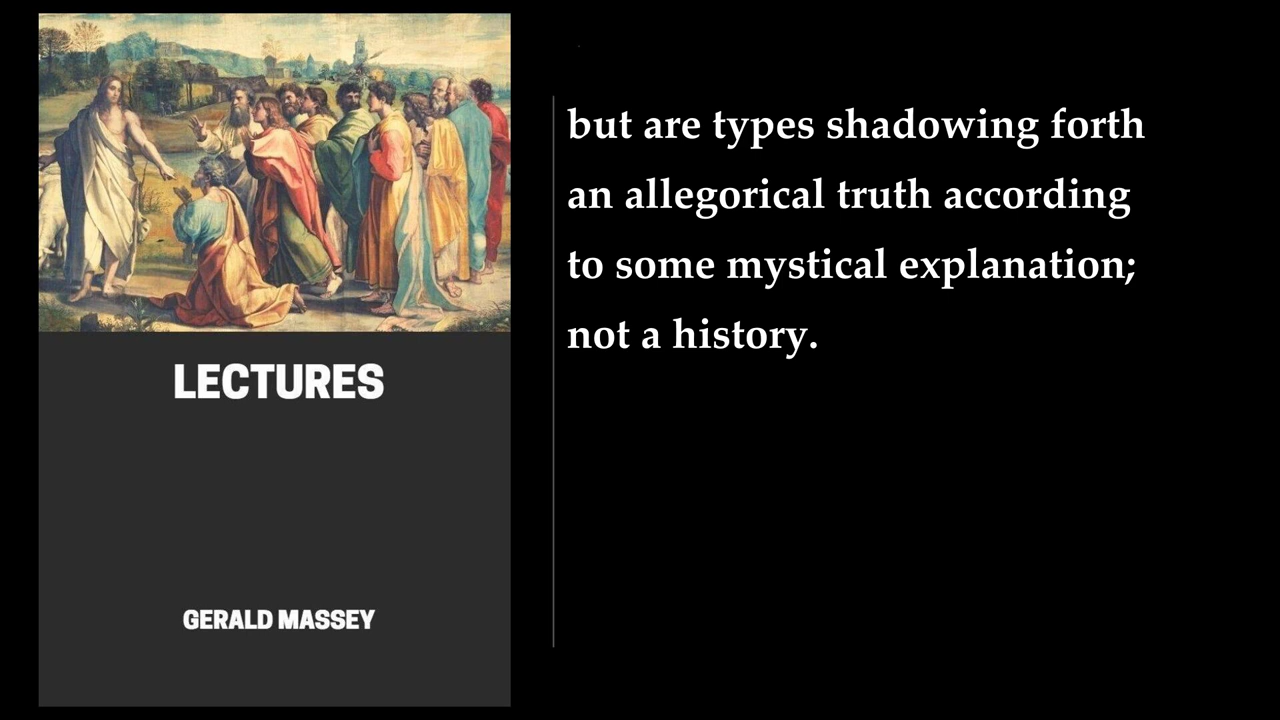 LECTURES
GERALD MASSEY
but are types shadowing forth
an allegorical truth according
to some mystical explanation;
not a history.